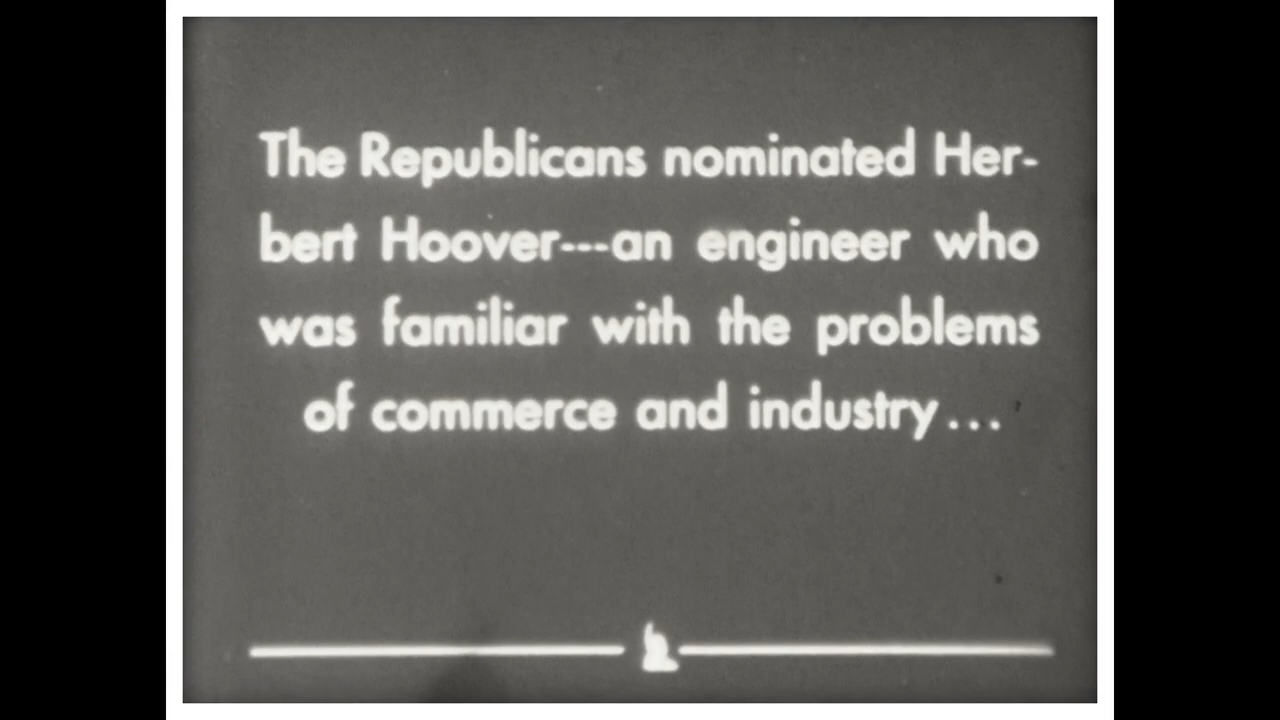 The Republicans nominated Her-
bert Hoover---an engineer who
was familiar with the problems
of commerce and industry...